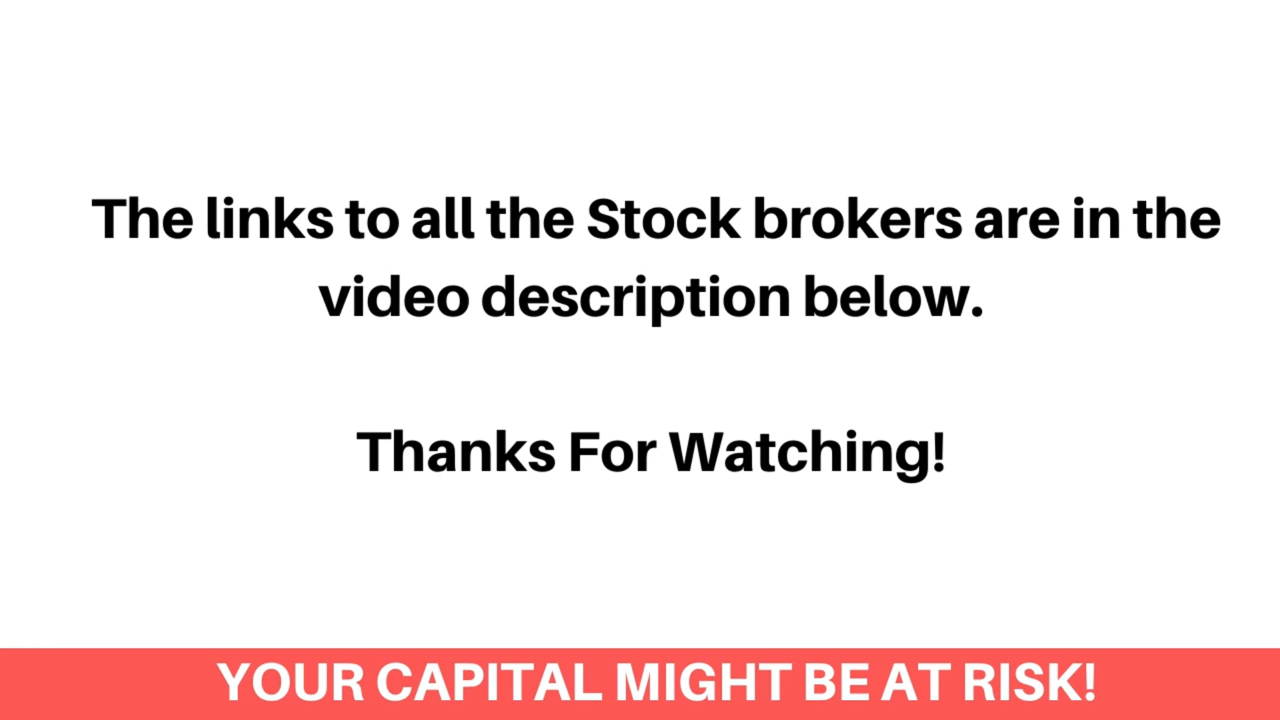 The links to all the Stock brokers are in the
video description below.
Thanks For Watching!
YOUR CAPITAL MIGHT BE AT RISK!